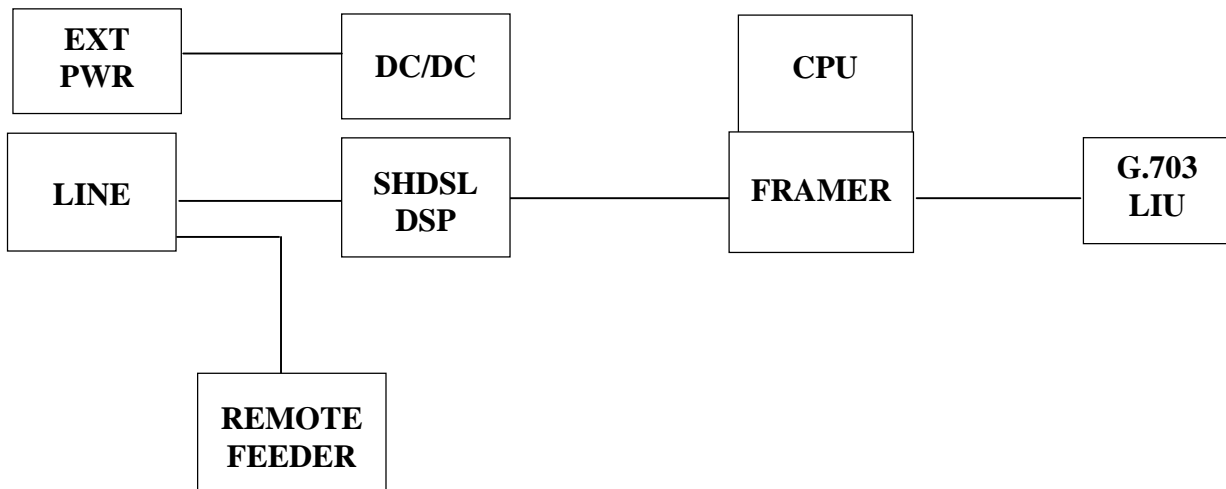 EXT
PWR
DC/DC
CPU
LINE
SHDSL
DSP
FRAMER
G.703
LIU
REMOTE
FEEDER